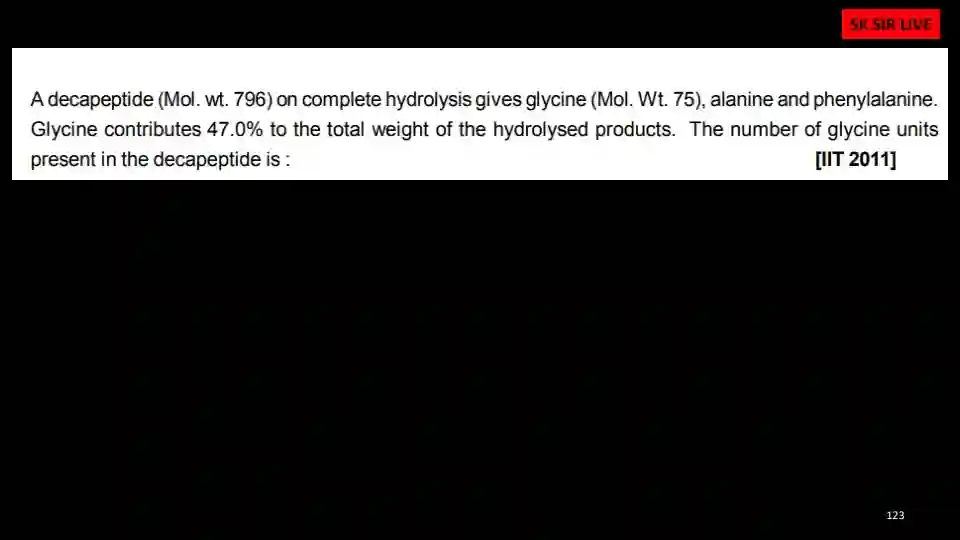 SK SIR LIVE
A decapeptide (Mol. wt. 796) on complete hydrolysis gives glycine (Mol. Wt. 75), alanine and phenylalanine.
Glycine contributes 47.0% to the total weight of the hydrolysed products. The number of glycine units
present in the decapeptide is : [IIT 2011]
123